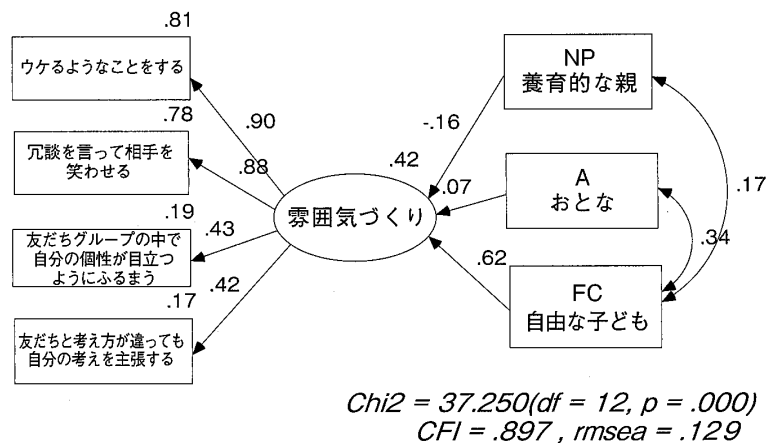 .81
ウケるようなことをする
.90
.78
冗談を言って相手を
笑わせる
.88
.19
友だちグループの中で
自分の個性が目立つ
ようにふるまう
.43
.17
友だちと考え方が違っても
自分の考えを主張する
.42
雰囲気づくり
.42
NP
養育的な親
-.16
A
おとな
.07
FC
自由な子ども
.62
.17
.34
Chi2 = 37.250(df = 12, p = .000)
CFI = .897 , rmsea = .129